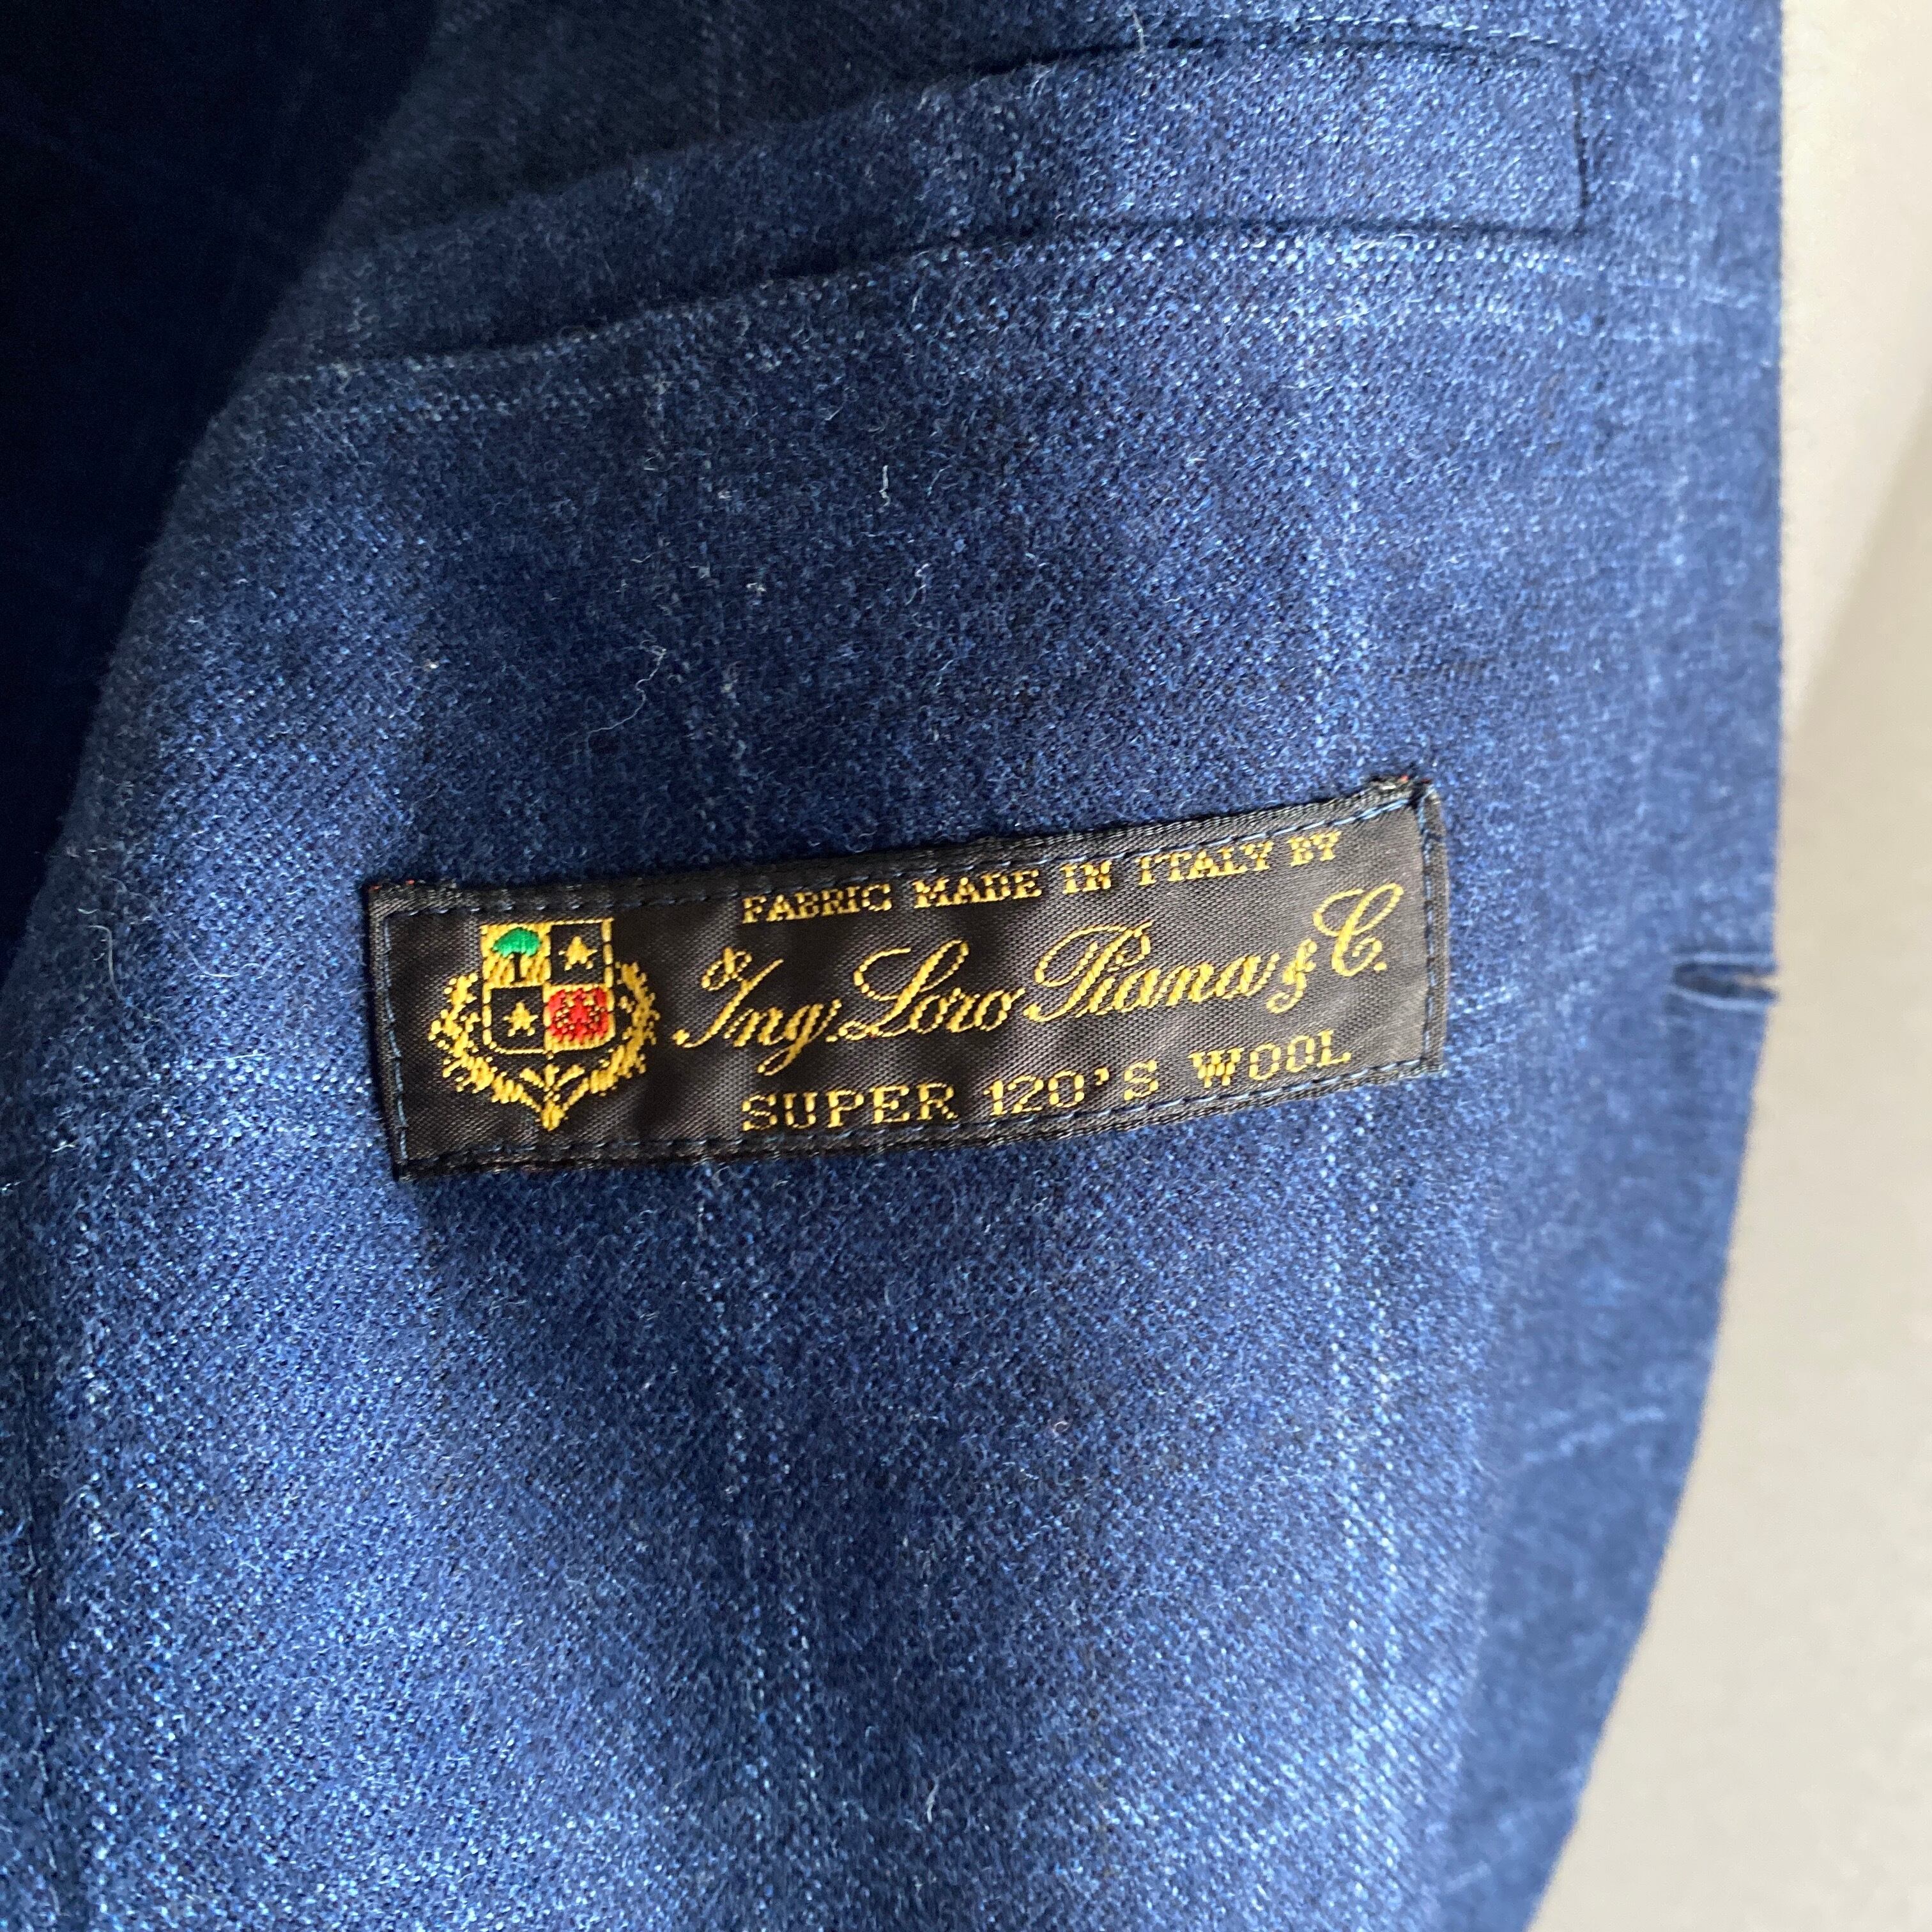 FABRIC MADE IN ITALY BY
Ing. Loro Piana & C.
SUPER 120'S WOOL